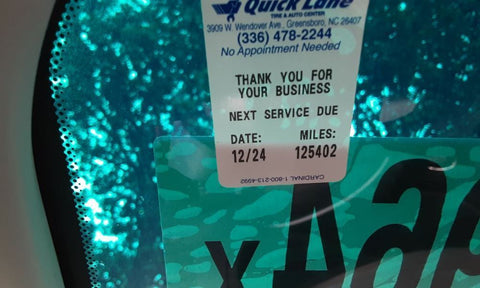 Quick Lane
TIRE & AUTO CENTER
3909 W. Wendover Ave., Greensboro, NC 26407
(336) 478-2244
No Appointment Needed
THANK YOU FOR
YOUR BUSINESS
NEXT SERVICE DUE
DATE: MILES:
12/24 125402
CARDINAL 1-800-213-4992